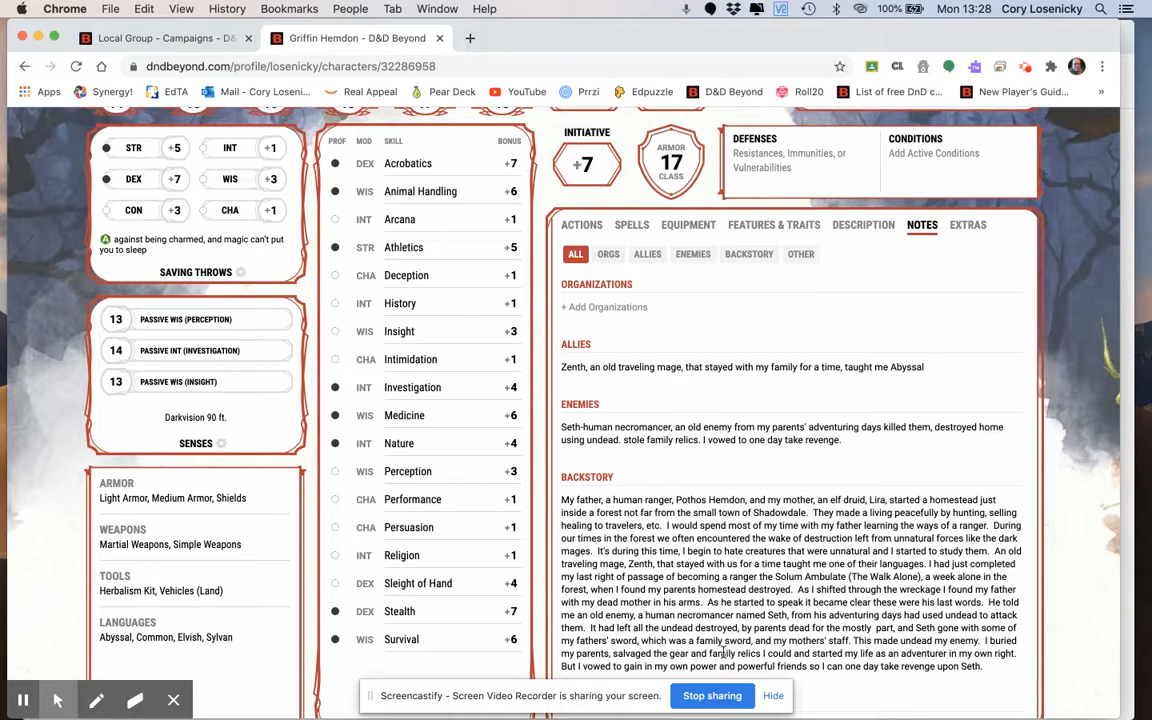 Chrome File Edit View History Bookmarks People Tab Window Help 100% Mon 13:28 Cory Losenicky
Local Group - Campaigns - D& Griffin Hemdon - D&D Beyond
dndbeyond.com/profile/losenicky/characters/32286958
Apps Synergy! EdTA Mail - Cory Loseni... Real Appeal Pear Deck YouTube Prrzi Edpuzzle D&D Beyond Roll20 List of free DnD c... New Player's Guid... »
STR +5 INT +1
DEX +7 WIS +3
CON +3 CHA +1
A against being charmed, and magic can't put
you to sleep
SAVING THROWS
13 PASSIVE WIS (PERCEPTION)
14 PASSIVE INT (INVESTIGATION)
13 PASSIVE WIS (INSIGHT)
Darkvision 90 ft.
SENSES
ARMOR
Light Armor, Medium Armor, Shields
WEAPONS
Martial Weapons, Simple Weapons
TOOLS
Herbalism Kit, Vehicles (Land)
LANGUAGES
Abyssal, Common, Elvish, Sylvan
PROF MOD SKILL BONUS
DEX Acrobatics +7
WIS Animal Handling +6
INT Arcana +1
STR Athletics +5
CHA Deception +1
INT History +1
WIS Insight +3
CHA Intimidation +1
INT Investigation +4
WIS Medicine +6
INT Nature +4
WIS Perception +3
CHA Performance +1
CHA Persuasion +1
INT Religion +1
DEX Sleight of Hand +4
DEX Stealth +7
WIS Survival +6
INITIATIVE
+7
ARMOR
17
CLASS
DEFENSES
Resistances, Immunities, or
Vulnerabilities
CONDITIONS
Add Active Conditions
ACTIONS SPELLS EQUIPMENT FEATURES & TRAITS DESCRIPTION NOTES EXTRAS
ALL ORGS ALLIES ENEMIES BACKSTORY OTHER
ORGANIZATIONS
+ Add Organizations
ALLIES
Zenth, an old traveling mage, that stayed with my family for a time, taught me Abyssal
ENEMIES
Seth-human necromancer, an old enemy from my parents' adventuring days killed them, destroyed home
using undead. stole family relics. I vowed to one day take revenge.
BACKSTORY
My father, a human ranger, Pothos Hemdon, and my mother, an elf druid, Lira, started a homestead just
inside a forest not far from the small town of Shadowdale. They made a living peacefully by hunting, selling
healing to travelers, etc. I would spend most of my time with my father learning the ways of a ranger. During
our times in the forest we often encountered the wake of destruction left from unnatural forces like the dark
mages. It's during this time, I begin to hate creatures that were unnatural and I started to study them. An old
traveling mage, Zenth, that stayed with us for a time taught me one of their languages. I had just completed
my last right of passage of becoming a ranger the Solum Ambulate (The Walk Alone), a week alone in the
forest, when I found my parents homestead destroyed. As I shifted through the wreckage I found my father
with my dead mother in his arms. As he started to speak it became clear these were his last words. He told
me an old enemy, a human necromancer named Seth, from his adventuring days had used undead to attack
them. It had left all the undead destroyed, by parents dead for the mostly part, and Seth gone with some of
my fathers' sword, which was a family sword, and my mothers' staff. This made undead my enemy. I buried
my parents, salvaged the gear and family relics I could and started my life as an adventurer in my own right.
But I vowed to gain in my own power and powerful friends so I can one day take revenge upon Seth.
Screencastify - Screen Video Recorder is sharing your screen. Stop sharing Hide